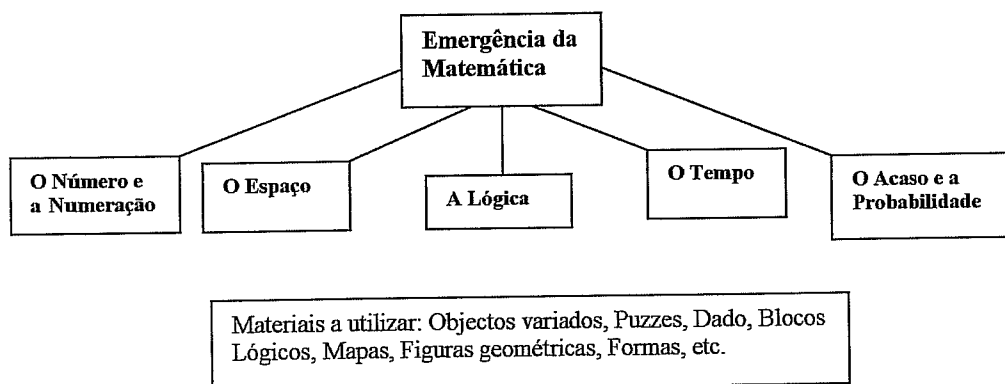 Emergência da
Matemática
O Número e
a Numeração
O Espaço
A Lógica
O Tempo
O Acaso e a
Probabilidade
Materiais a utilizar: Objectos variados, Puzzes, Dado, Blocos
Lógicos, Mapas, Figuras geométricas, Formas, etc.